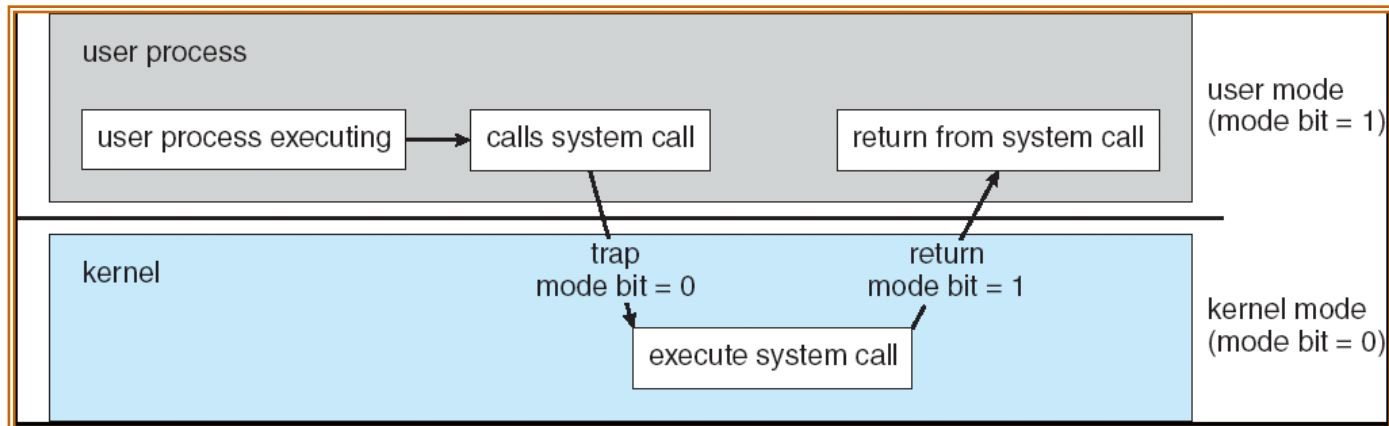 user process
user process executing
calls system call
return from system call
user mode
(mode bit = 1)
kernel
trap
mode bit = 0
return
mode bit = 1
execute system call
kernel mode
(mode bit = 0)